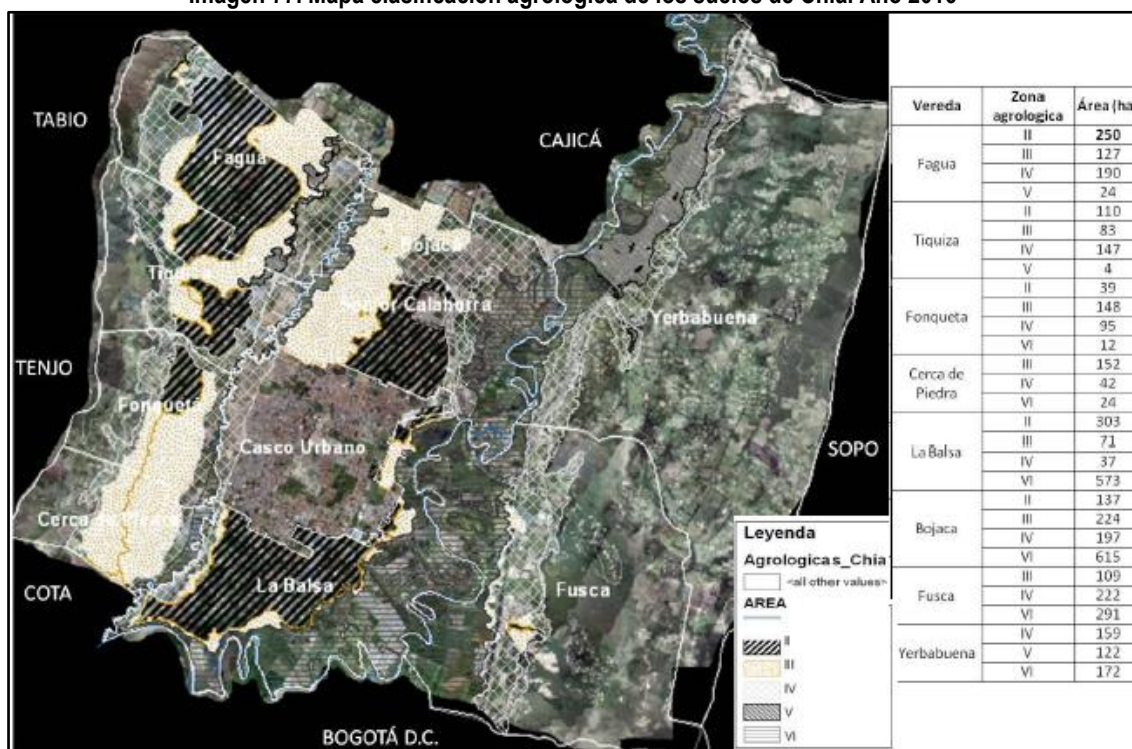 Imagen 77. Mapa clasificación agrológica de los suelos de Chía. Año 2010
TABIO
CAJICÁ
Fagua
Bojaca
Tiquiza
Sector Calahorra
Yerbabuena
TENJO
Fonqueta
Casco Urbano
SOPO
Cerca de Piedra
COTA
La Balsa
Fusca
BOGOTÁ D.C.
Leyenda
Agrologicas_Chia
<all other values>
AREA
II
III
IV
V
VI
Vereda Zona agrologica Área (ha
Fagua
II 250
III 127
IV 190
V 24
Tiquiza
II 110
III 83
IV 147
V 4
Fonqueta
II 39
III 148
IV 95
VI 12
Cerca de Piedra
III 152
IV 42
VI 24
La Balsa
II 303
III 71
IV 37
VI 573
Bojaca
II 137
III 224
IV 197
VI 615
Fusca
III 109
IV 222
VI 291
Yerbabuena
IV 159
V 122
VI 172